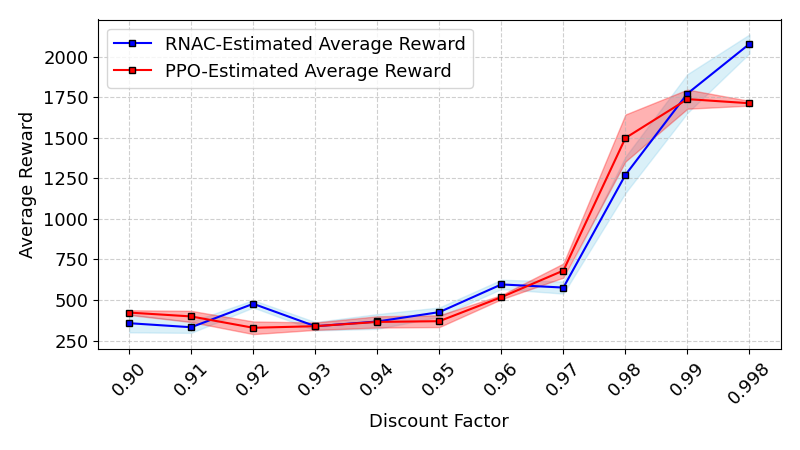 RNAC-Estimated Average Reward
PPO-Estimated Average Reward
Average Reward
2000
1750
1500
1250
1000
750
500
250
0.90 0.91 0.92 0.93 0.94 0.95 0.96 0.97 0.98 0.99 0.998
Discount Factor